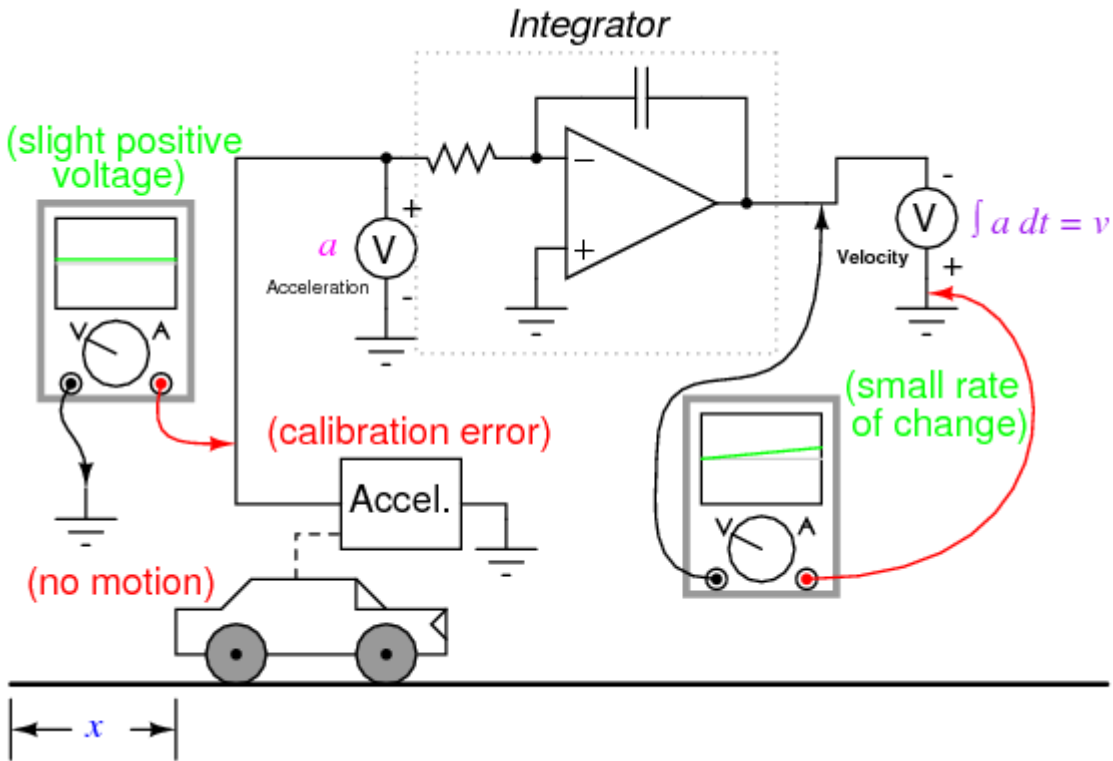 Integrator
(slight positive
voltage)
V A
a
V
+
-
Acceleration
−
+
-
V
+
∫ a dt = v
Velocity
(calibration error)
Accel.
(small rate
of change)
V A
(no motion)
x